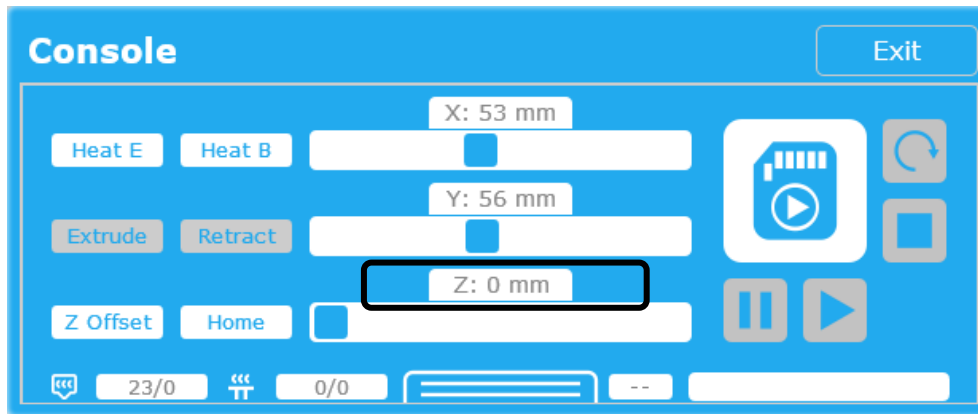 Console
Exit
X: 53 mm
Heat E
Heat B
Y: 56 mm
Extrude
Retract
Z: 0 mm
Z Offset
Home
23/0
0/0
--